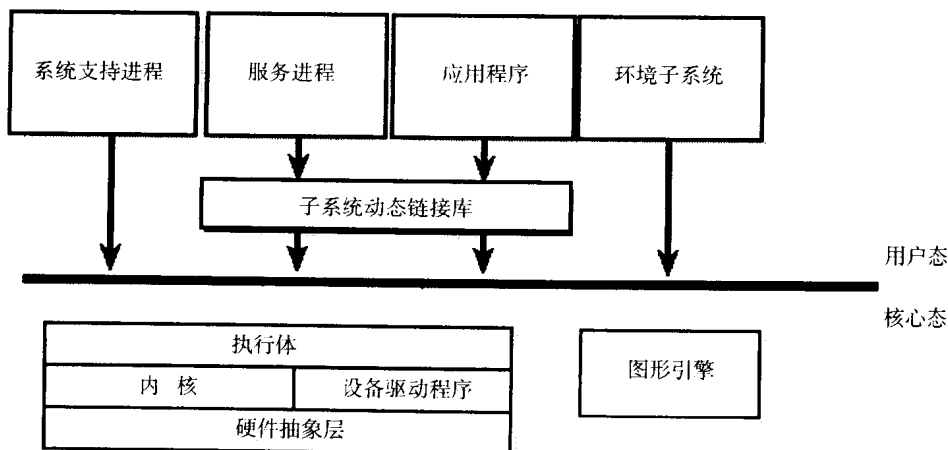 系统支持进程
服务进程
应用程序
环境子系统
子系统动态链接库
用户态
核心态
执行体
图形引擎
内 核
设备驱动程序
硬件抽象层